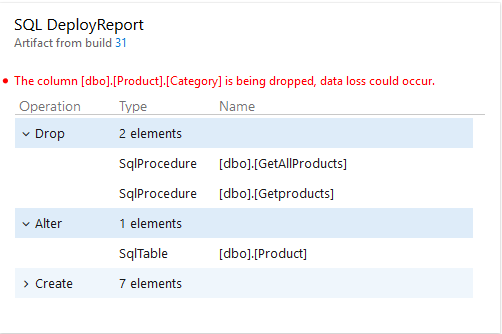 SQL DeployReport
Artifact from build 31
The column [dbo].[Product].[Category] is being dropped, data loss could occur.
Operation Type Name
Drop 2 elements
SqlProcedure [dbo].[GetAllProducts]
SqlProcedure [dbo].[Getproducts]
Alter 1 elements
SqlTable [dbo].[Product]
Create 7 elements